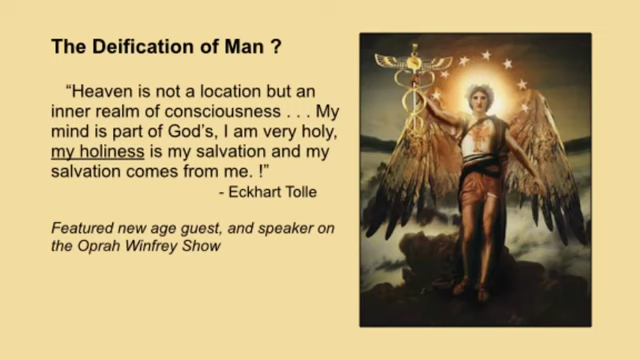 The Deification of Man ?
“Heaven is not a location but an
inner realm of consciousness . . . My
mind is part of God’s, I am very holy,
my holiness is my salvation and my
salvation comes from me. !”
- Eckhart Tolle
Featured new age guest, and speaker on
the Oprah Winfrey Show